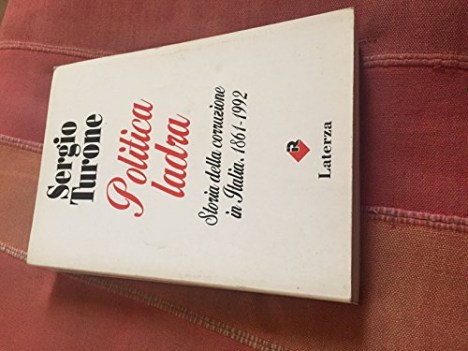 Sergio
Turone
Politica
ladra
Storia della corruzione
in Italia. 1861-1992
R
Laterza